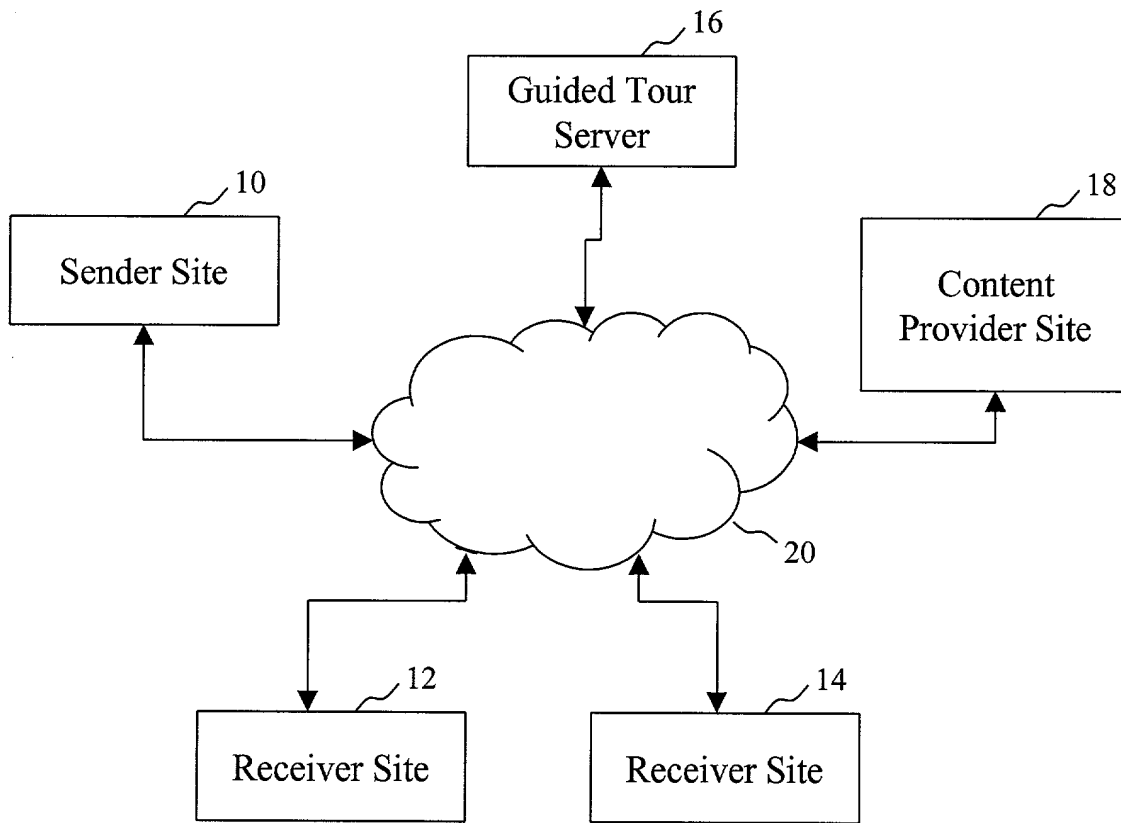 16
Guided Tour
Server
10
Sender Site
18
Content
Provider Site
20
12
Receiver Site
14
Receiver Site